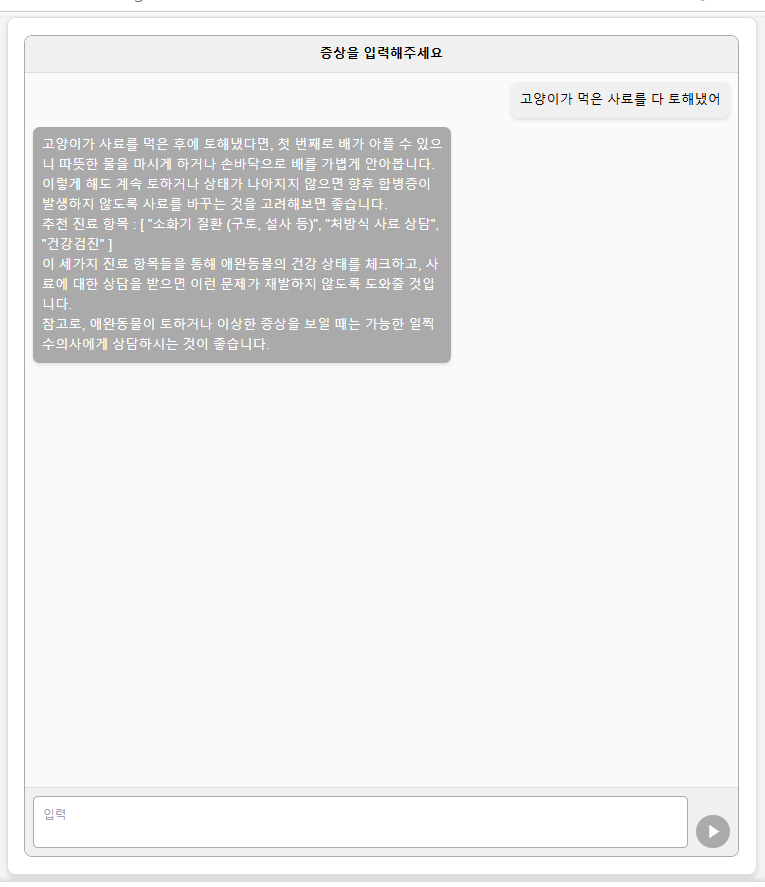 증상을 입력해주세요
고양이가 먹은 사료를 다 토해냈어
고양이가 사료를 먹은 후에 토해냈다면, 첫 번째로 배가 아플 수 있으
니 따뜻한 물을 마시게 하거나 손바닥으로 배를 가볍게 안아봅니다.
이렇게 해도 계속 토하거나 상태가 나아지지 않으면 향후 합병증이
발생하지 않도록 사료를 바꾸는 것을 고려해보면 좋습니다.
추천 진료 항목 : [ "소화기 질환 (구토, 설사 등)", "처방식 사료 상담",
"건강검진" ]
이 세가지 진료 항목들을 통해 애완동물의 건강 상태를 체크하고, 사
료에 대한 상담을 받으면 이런 문제가 재발하지 않도록 도와줄 것입
니다.
참고로, 애완동물이 토하거나 이상한 증상을 보일 때는 가능한 일찍
수의사에게 상담하시는 것이 좋습니다.
입력